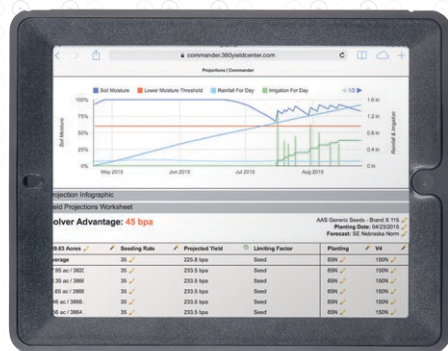 commander.360yieldcenter.com
Projections | Commander
Soil Moisture Lower Moisture Threshold Rainfall For Day Irrigation For Day 1/2
100% 1.6 in
75% 1.2 in
50% 0.8 in
25% 0.4 in
0% 0 in
Soil Moisture
Rainfall & Irrigation
May 2015 Jun 2015 Jul 2015 Aug 2015
rojection Infographic
ield Projections Worksheet
olver Advantage: 45 bpa
AAS Generic Seeds - Brand X 115
Planting Date: 04/23/2015
Forecast: SE Nebraska Norm
9.63 Acres Seeding Rate Projected Yield Limiting Factor Planting V4
verage 35 225.8 bpa Seed 65N 150N
35 233.5 bpa Seed 65N 150N
35 233.5 bpa Seed 65N 150N
35 233.5 bpa Seed 65N 150N
35 233.5 bpa Seed 65N 150N
35 233.5 bpa Seed 65N 150N